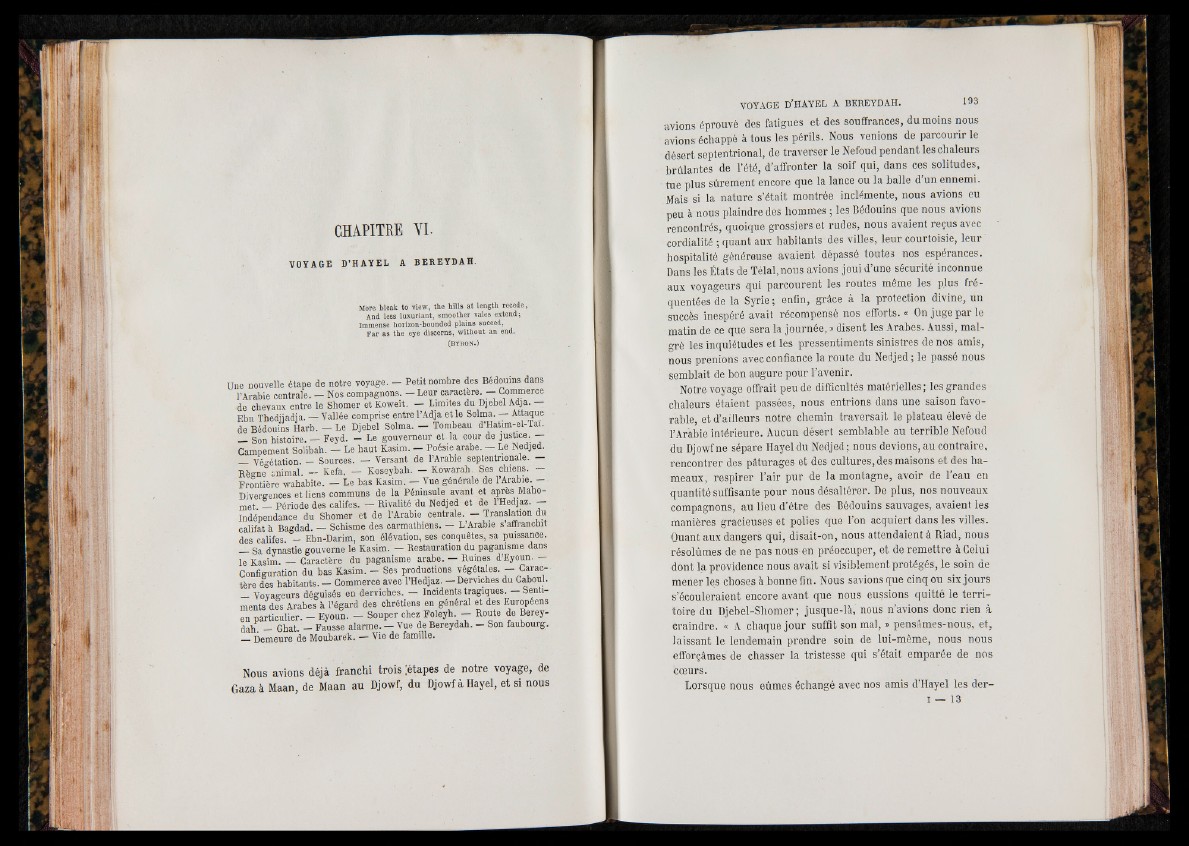 CHAPITRE VI.
VOYAGE D'HAYEL A BEREYDAH.
More bleak to view, the hills at length recede,
And less luxuriant, smoother vales extend;
Immense horizon-bounded plains succeed,
Far as the eye discerns, without an end.
(BYRON.)
Une nouvelle étape de notre voyage. — Petit nombre des Bédouins dans
l'Arabie centrale. — Nos compagnons. — Leur caractère. — Commerce
de chevaux entre le Shomer et Koweït. — Limites du Djebel Adja. —
Ebn Thedjiadja. — Vallée comprise entre l'Adja et le Solma. — Attaque
de Bédouins Harb. — Le Djebel Solma. — Tombeau d'Hatim-el-Taï.
— Son histoire. — Feyd. — Le gouverneur et la cour de justice. —
Campement Solibah. — Le haut Kasim. — Poésie arabe. — Le Nedjed.
— Végétation. — Sources. — Versant de l'Arabie septentrionale. —
Règne animal. — Kefa. — Koseybah. — Kowarah. Ses chiens. —
Frontière wahabite. — Le bas Kasim. — Vue générale de l'Arabie. —
Divergences et liens communs de la Péninsule avant et après Maho-
met. — Période des califes. — Rivalité du Nedjed et de l'Hedjaz. —
Indépendance du Shomer et de l'Arabie centrale. — Translation du
califat à Bagdad. — Schisme des carmathiens. — L'Arabie s'affranchit
des califes. — Ebn-Darim, son élévation, ses conquêtes, sa puissance.
— Sa dynastie gouverne le Kasim. — Restauration du paganisme dans
le Kasim. — Caractère du paganisme arabe. — Ruines d'Eyoun. —
Configuration du bas Kasim. — Ses productions végétales. — Carac-
tère des habitants. — Commerce avec l'Hedjaz. — Derviches du Caboul.
— Voyageurs déguisés en derviches. — Incidents tragiques. — Senti-
ments des Arabes à l'égard des chrétiens en général et des Européens
en particulier. — Eyoun. — Souper chez Foleyh. — Route de Berey-
dah. — Ghat. — Fausse alarme. — Vue de Bereydah. — Son faubourg.
— Demeure de Moubarek. — Vie de famille.
Nous avions déjà franchi trois étapes de notre voyage, de
Gaza à Maan, de Maan au Djowf, du Djowf à Hayel, et si nous
VOYAGE D'HAYEL A BEREYDAH. 193
avions éprouvé des fatigues et des souffrances, du moins nous
avions échappé à tous les périls. Nous venions de parcourir le
désert septentrional, de traverser le Nefoud pendant les chaleurs
brûlantes de l'été, d'affronter la soif qui, dans ces solitudes,
tue plus sûrement encore que la lance ou la balle d'un ennemi.
Mais si la nature s'était montrée inclémente, nous avions eu
peu à nous plaindre des hommes; les Bédouins que nous avions
rencontrés, quoique grossiers et rudes, nous avaient reçus avec
cordialité; quant aux habitants des villes, leur courtoisie, leur
hospitalité généreuse avaient dépassé toutes nos espérances.
Dans les États de Télal, nous avions joui d'une sécurité inconnue
aux voyageurs qui parcourent les routes même les plus fré-
quentées de la Syrie; enfin, grâce à la protection divine, un
succès inespéré avait récompensé nos efforts. « On juge par le
matin de ce que sera la journée, » disent les Arabes. Aussi, mal-
gré les inquiétudes et les pressentiments sinistres de nos amis,
nous prenions avec confiance la route du Nedjed; le passé nous
semblait de bon augure pour l'avenir.
Notre voyage offrait peu de difficultés matérielles; les grandes
chaleurs étaient passées, nous entrions dans une saison favo-
rable, et d'ailleurs notre chemin traversait le plateau élevé de
l'Arabie intérieure. Aucun désert semblable au terrible Nefoud
du Djowf ne sépare Hayel du Nedjed; nous devions, au contraire,
rencontrer des pâturages et des cultures, des maisons et des ha-
meaux, respirer l'air pur de la montagne, avoir de l'eau en
quantité suffisante pour nous désaltérer. De plus, nos nouveaux
compagnons, au lieu d'être des Bédouins sauvages, avaient les
manières gracieuses et polies que l'on acquiert dans les villes.
Quant aux dangers qui, disait-on, nous attendaient à Riad, nous
résolûmes de ne pas nous en préoccuper, et de remettre à Celui
dont la providence nous avait si visiblement protégés, le soin de
mener les choses à bonne fin. Nous savions que cinq ou six jours
s'écouleraient encore avant que nous eussions quitté le terri-
toire du Djebel-Shomer; jusque-là, nous n'avions donc rien à
craindre. « A chaque jour suffit son mal, » pensâmes-nous, et,
laissant le lendemain prendre soin de lui-même, nous nous
efforçâmes de chasser la tristesse qui s'était emparée de nos
cœurs.
Lorsque nous eûmes échangé avec nos amis d'Hayel les der-
I — 13